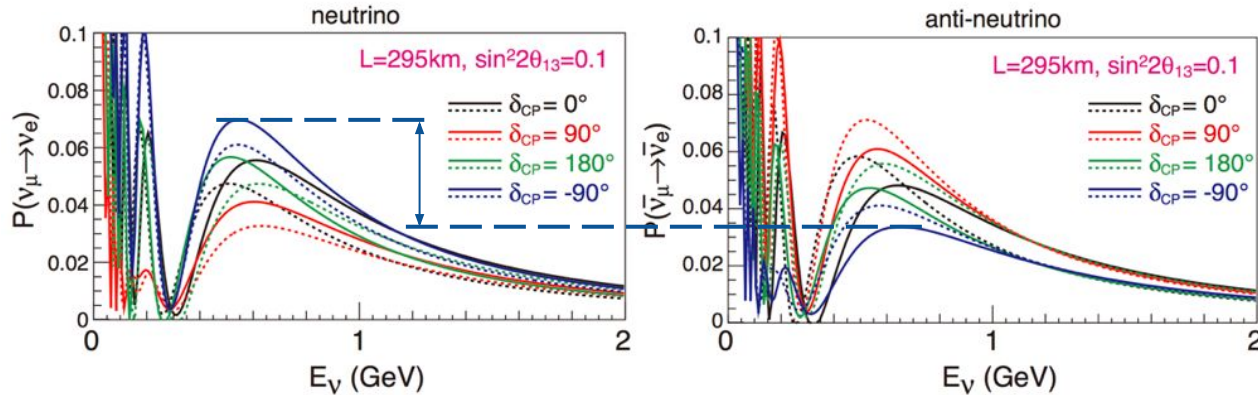 neutrino
L=295km, sin²2θ₁₃=0.1
δCP= 0°
δCP= 90°
δCP= 180°
δCP= -90°
P(νμ→νe)
0.1
0.08
0.06
0.04
0.02
0
0 1 2
Eν (GeV)
anti-neutrino
L=295km, sin²2θ₁₃=0.1
δCP= 0°
δCP= 90°
δCP= 180°
δCP= -90°
P(ν̄μ→ν̄e)
0.1
0.08
0.06
0.04
0.02
0
0 1 2
Eν (GeV)